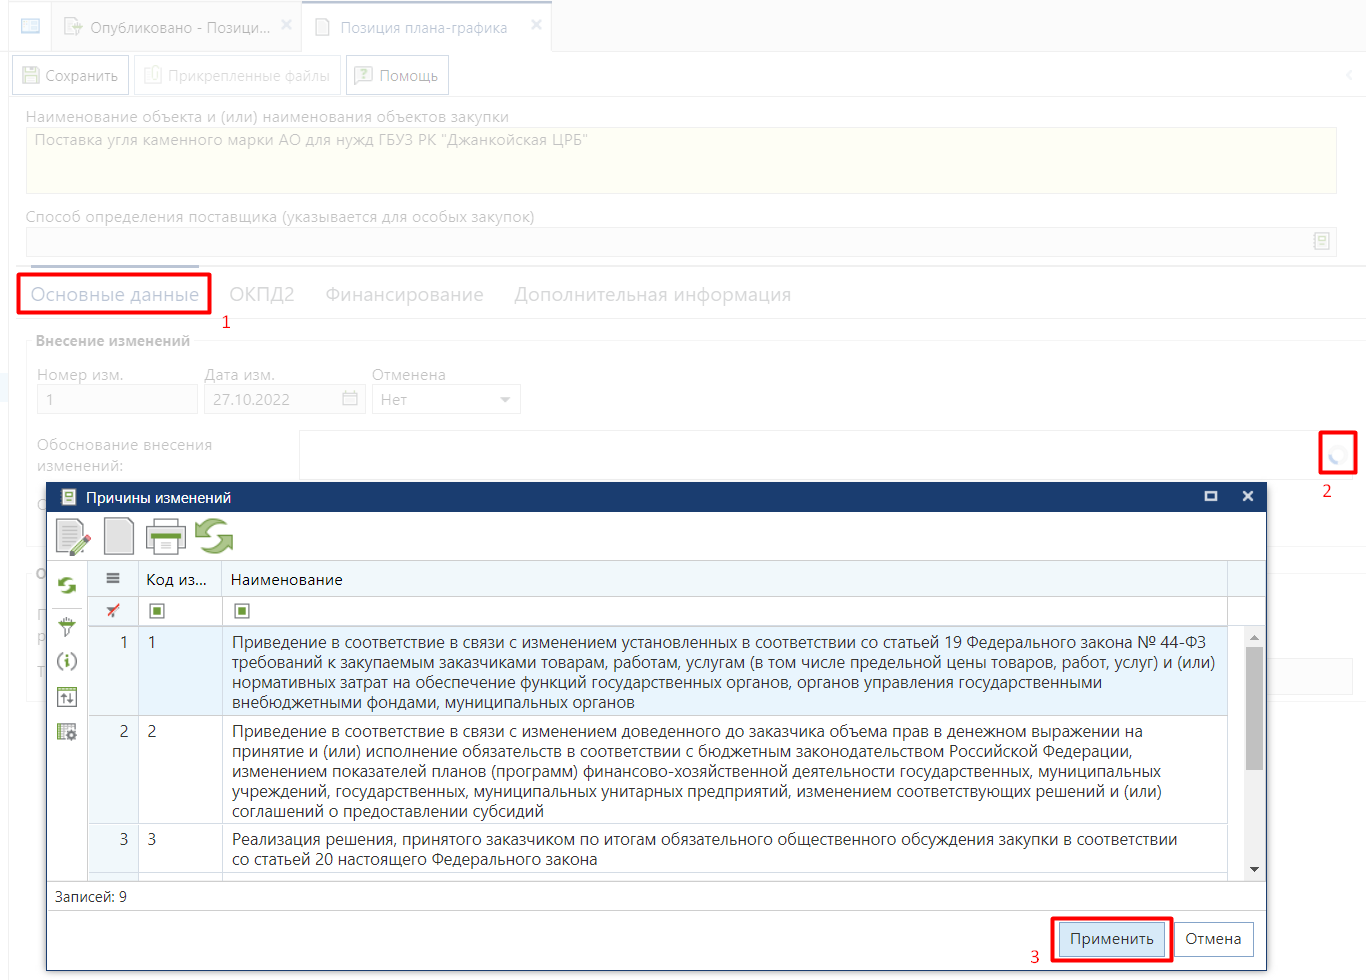 Опубликовано - Позици...
Позиция плана-графика
Сохранить
Прикрепленные файлы
Помощь
Наименование объекта и (или) наименования объектов закупки
Поставка угля каменного марки АО для нужд ГБУЗ РК "Джанкойская ЦРБ"
Способ определения поставщика (указывается для особых закупок)
Основные данные
ОКПД2
Финансирование
Дополнительная информация
1
Внесение изменений
Номер изм.
Дата изм.
Отменена
1
27.10.2022
Нет
Обоснование внесения
изменений:
2
Причины изменений
Код из...
Наименование
1
1
Приведение в соответствие в связи с изменением установленных в соответствии со статьей 19 Федерального закона № 44-ФЗ
требований к закупаемым заказчиками товарам, работам, услугам (в том числе предельной цены товаров, работ, услуг) и (или)
нормативных затрат на обеспечение функций государственных органов, органов управления государственными
внебюджетными фондами, муниципальных органов
2
2
Приведение в соответствие в связи с изменением доведенного до заказчика объема прав в денежном выражении на
принятие и (или) исполнение обязательств в соответствии с бюджетным законодательством Российской Федерации,
изменением показателей планов (программ) финансово-хозяйственной деятельности государственных, муниципальных
учреждений, государственных, муниципальных унитарных предприятий, изменением соответствующих решений и (или)
соглашений о предоставлении субсидий
3
3
Реализация решения, принятого заказчиком по итогам обязательного общественного обсуждения закупки в соответствии
со статьей 20 настоящего Федерального закона
Записей: 9
3
Применить
Отмена